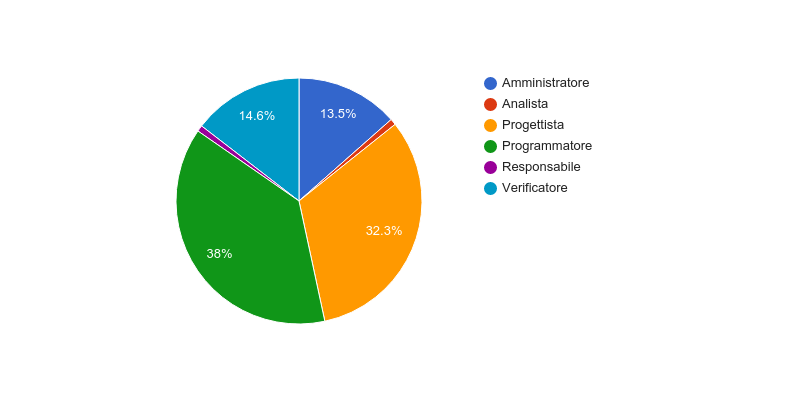 Amministratore
Analista
Progettista
Programmatore
Responsabile
Verificatore
13.5%
14.6%
32.3%
38%